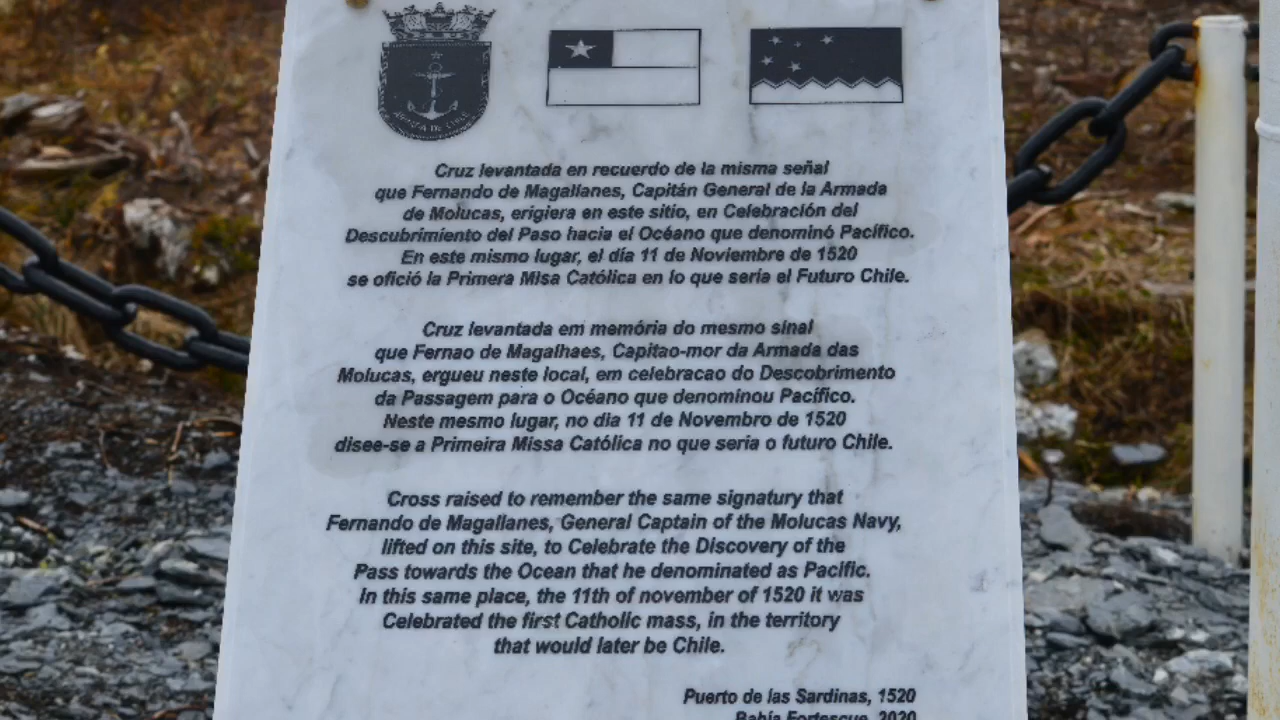 ARMADA DE CHILE
Cruz levantada en recuerdo de la misma señal
que Fernando de Magallanes, Capitán General de la Armada
de Molucas, erigiera en este sitio, en Celebración del
Descubrimiento del Paso hacia el Océano que denominó Pacífico.
En este mismo lugar, el día 11 de Noviembre de 1520
se ofició la Primera Misa Católica en lo que sería el Futuro Chile.
Cruz levantada em memória do mesmo sinal
que Fernao de Magalhaes, Capitao-mor da Armada das
Molucas, ergueu neste local, em celebracao do Descobrimento
da Passagem para o Océano que denominou Pacífico.
Neste mesmo lugar, no dia 11 de Novembro de 1520
disee-se a Primeira Missa Católica no que seria o futuro Chile.
Cross raised to remember the same signatury that
Fernando de Magallanes, General Captain of the Molucas Navy,
lifted on this site, to Celebrate the Discovery of the
Pass towards the Ocean that he denominated as Pacific.
In this same place, the 11th of november of 1520 it was
Celebrated the first Catholic mass, in the territory
that would later be Chile.
Puerto de las Sardinas, 1520
Bahía Fortescue, 2020